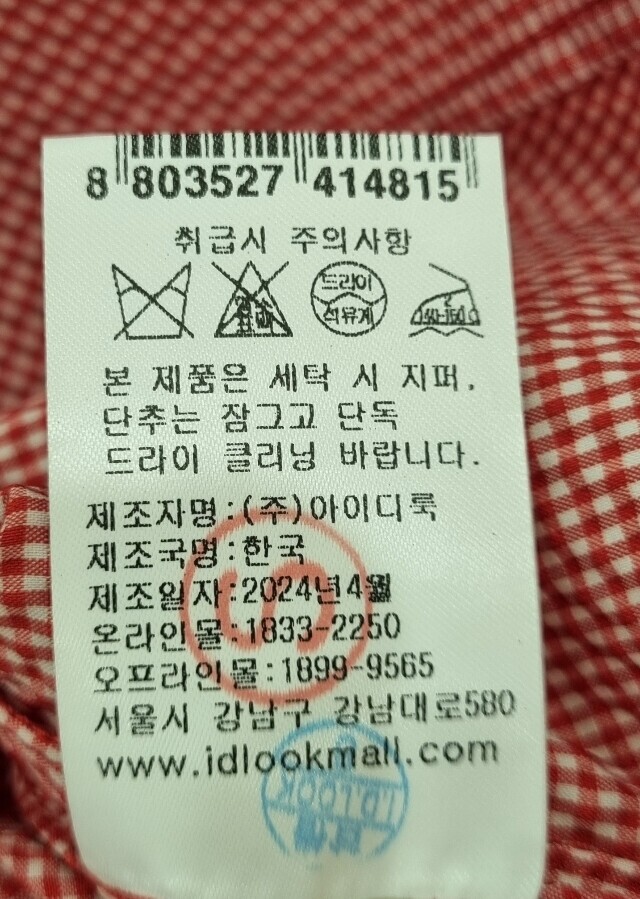 8 803527 414815
취급시 주의사항
드라이
석유계
본 제품은 세탁 시 지퍼.
단추는 잠그고 단독
드라이 클리닝 바랍니다.
제조자명:(주)아이디룩
제조국명:한국
제조일자:2024년4월
온라인몰:1833-2250
오프라인몰:1899-9565
서울시 강남구 강남대로580
www.idlookmall.com
I.D.LOOK